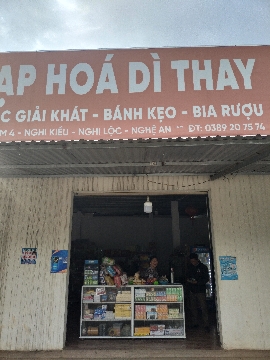 ẠP HOÁ DÌ THAY
C GIẢI KHÁT - BÁNH KẸO - BIA RƯỢU
M 4 - NGHI KIỀU - NGHI LỘC - NGHỆ AN ĐT: 0389 20 75 74